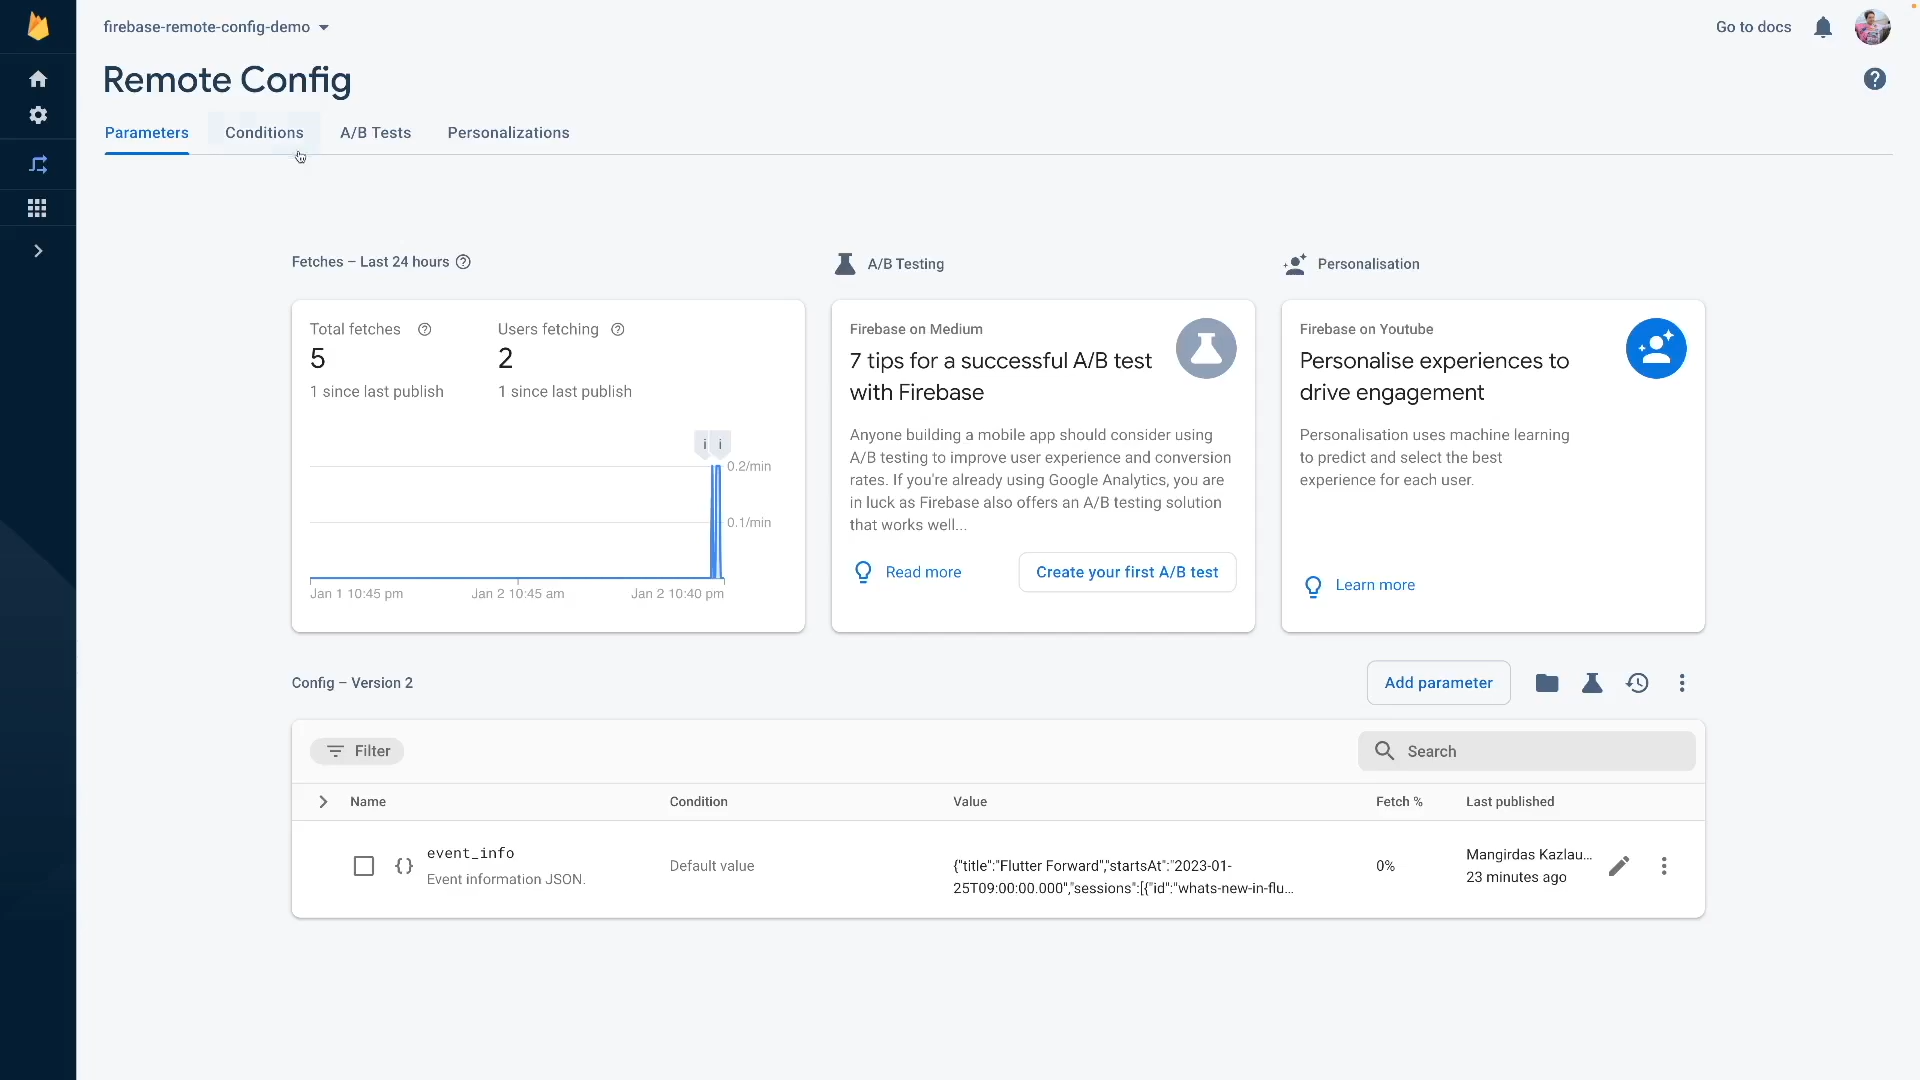 firebase-remote-config-demo
Go to docs
Remote Config
Parameters
Conditions
A/B Tests
Personalizations
Fetches – Last 24 hours
Total fetches
5
1 since last publish
Users fetching
2
1 since last publish
i i
0.2/min
0.1/min
Jan 1 10:45 pm
Jan 2 10:45 am
Jan 2 10:40 pm
A/B Testing
Firebase on Medium
7 tips for a successful A/B test
with Firebase
Anyone building a mobile app should consider using
A/B testing to improve user experience and conversion
rates. If you're already using Google Analytics, you are
in luck as Firebase also offers an A/B testing solution
that works well...
Read more
Create your first A/B test
Personalisation
Firebase on Youtube
Personalise experiences to
drive engagement
Personalisation uses machine learning
to predict and select the best
experience for each user.
Learn more
Config – Version 2
Add parameter
Filter
Search
Name
Condition
Value
Fetch %
Last published
event_info
Event information JSON.
Default value
{"title":"Flutter Forward","startsAt":"2023-01-
25T09:00:00.000","sessions":[{"id":"whats-new-in-flu...
0%
Mangirdas Kazlau...
23 minutes ago